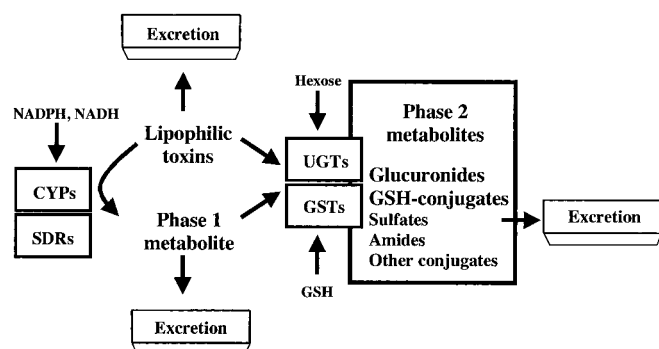 Excretion
Hexose
NADPH, NADH
Lipophilic
toxins
Phase 2
metabolites
CYPs
SDRs
UGTs
GSTs
Glucuronides
GSH-conjugates
Sulfates
Amides
Other conjugates
Phase 1
metabolite
Excretion
GSH
Excretion